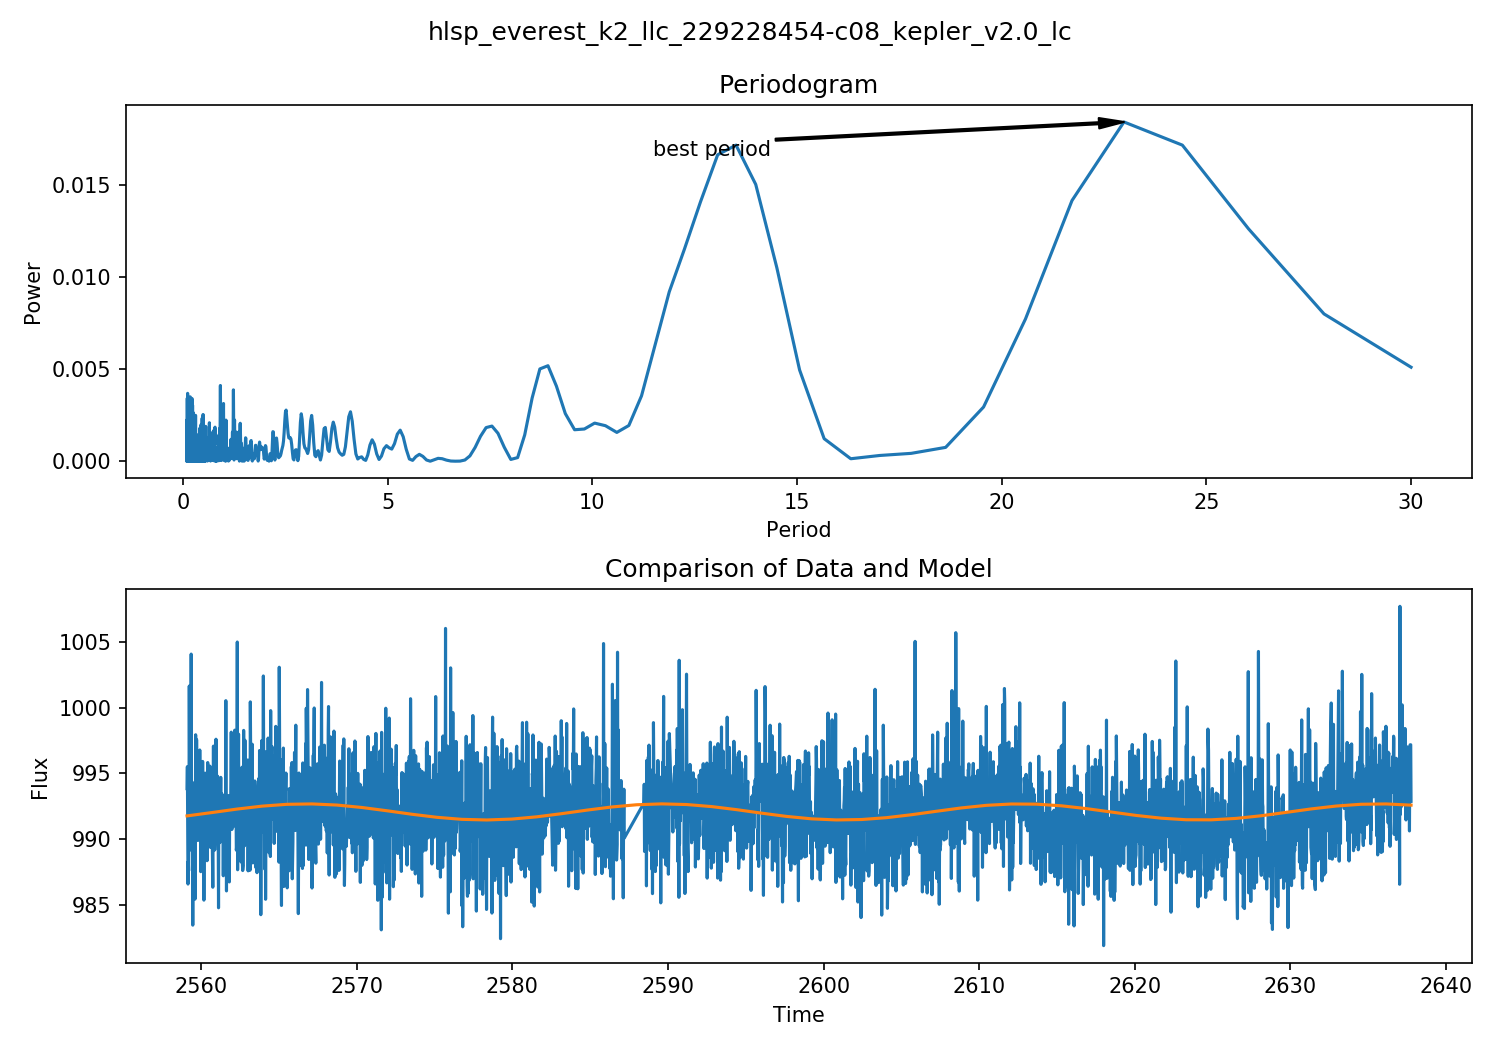 hlsp_everest_k2_llc_229228454-c08_kepler_v2.0_lc
Periodogram
best period
0.015
0.010
0.005
0.000
Power
0 5 10 15 20 25 30
Period
Comparison of Data and Model
1005
1000
995
990
985
Flux
2560 2570 2580 2590 2600 2610 2620 2630 2640
Time